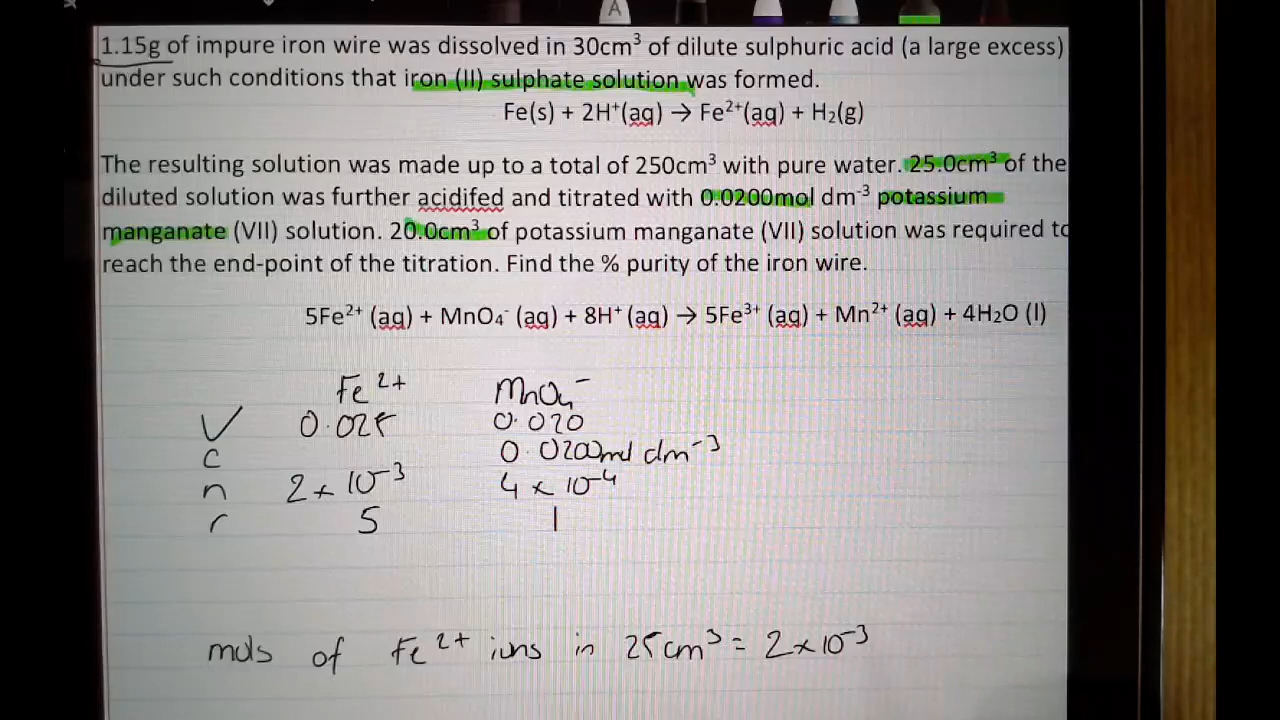 A
1.15g of impure iron wire was dissolved in 30cm³ of dilute sulphuric acid (a large excess)
under such conditions that iron (II) sulphate solution was formed.
Fe(s) + 2H⁺(aq) → Fe²⁺(aq) + H₂(g)
The resulting solution was made up to a total of 250cm³ with pure water. 25.0cm³ of the
diluted solution was further acidifed and titrated with 0.0200mol dm⁻³ potassium
manganate (VII) solution. 20.0cm³ of potassium manganate (VII) solution was required to
reach the end-point of the titration. Find the % purity of the iron wire.
5Fe²⁺ (aq) + MnO₄⁻ (aq) + 8H⁺ (aq) → 5Fe³⁺ (aq) + Mn²⁺ (aq) + 4H₂O (l)
Fe²⁺ MnO₄⁻
V 0.025 0.020
c 0.0200mol dm⁻³
n 2 × 10⁻³ 4 × 10⁻⁴
r 5 1
mols of Fe²⁺ ions in 25cm³ = 2×10⁻³